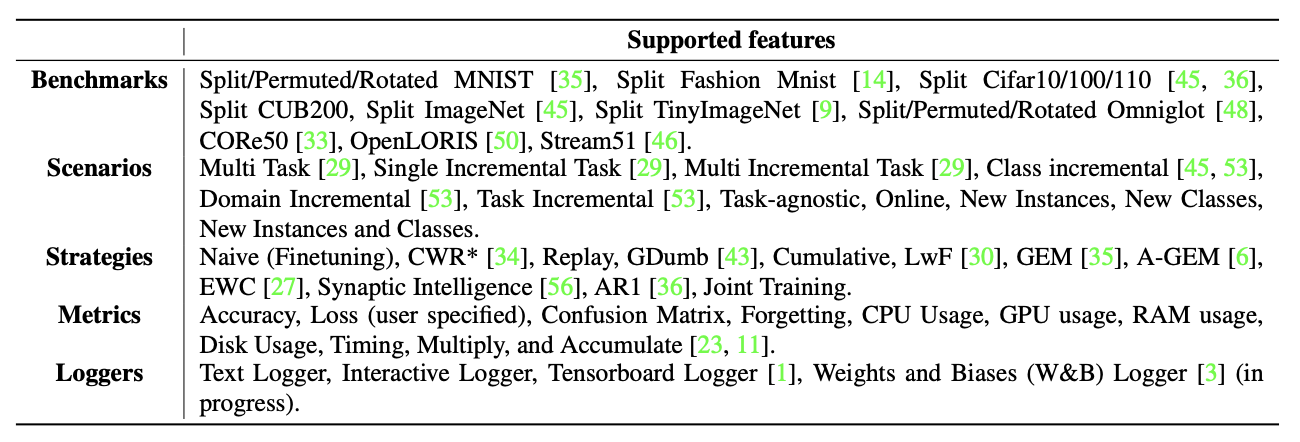 Supported features
Benchmarks Split/Permuted/Rotated MNIST [35], Split Fashion Mnist [14], Split Cifar10/100/110 [45, 36],
Split CUB200, Split ImageNet [45], Split TinyImageNet [9], Split/Permuted/Rotated Omniglot [48],
CORe50 [33], OpenLORIS [50], Stream51 [46].
Scenarios Multi Task [29], Single Incremental Task [29], Multi Incremental Task [29], Class incremental [45, 53],
Domain Incremental [53], Task Incremental [53], Task-agnostic, Online, New Instances, New Classes,
New Instances and Classes.
Strategies Naive (Finetuning), CWR* [34], Replay, GDumb [43], Cumulative, LwF [30], GEM [35], A-GEM [6],
EWC [27], Synaptic Intelligence [56], AR1 [36], Joint Training.
Metrics Accuracy, Loss (user specified), Confusion Matrix, Forgetting, CPU Usage, GPU usage, RAM usage,
Disk Usage, Timing, Multiply, and Accumulate [23, 11].
Loggers Text Logger, Interactive Logger, Tensorboard Logger [1], Weights and Biases (W&B) Logger [3] (in
progress).